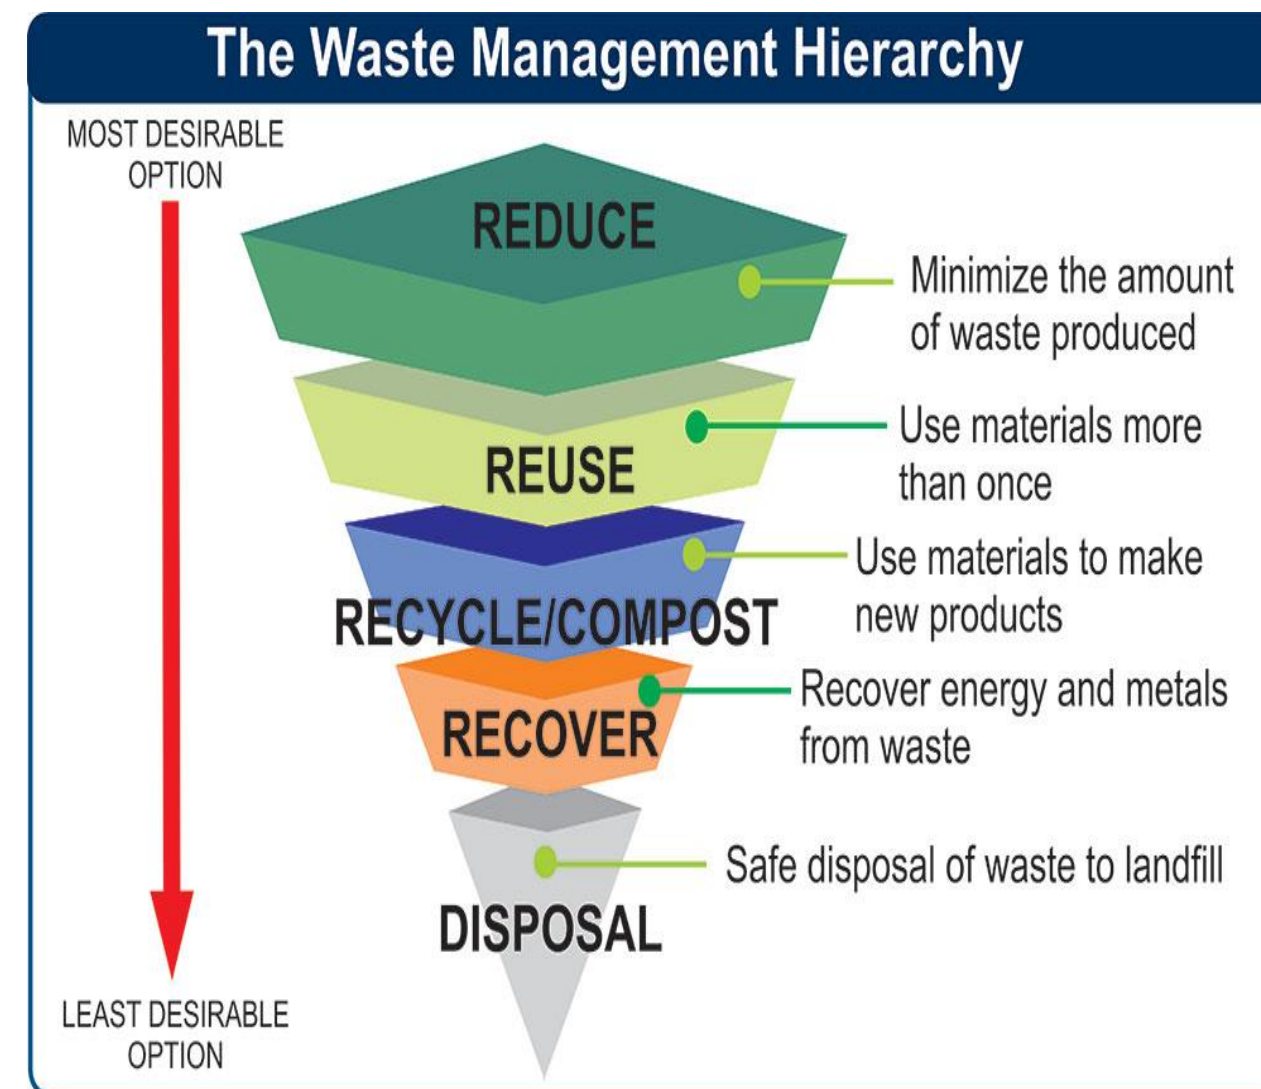 The Waste Management Hierarchy
MOST DESIRABLE
OPTION
REDUCE
Minimize the amount
of waste produced
REUSE
Use materials more
than once
RECYCLE/COMPOST
Use materials to make
new products
RECOVER
Recover energy and metals
from waste
DISPOSAL
Safe disposal of waste to landfill
LEAST DESIRABLE
OPTION